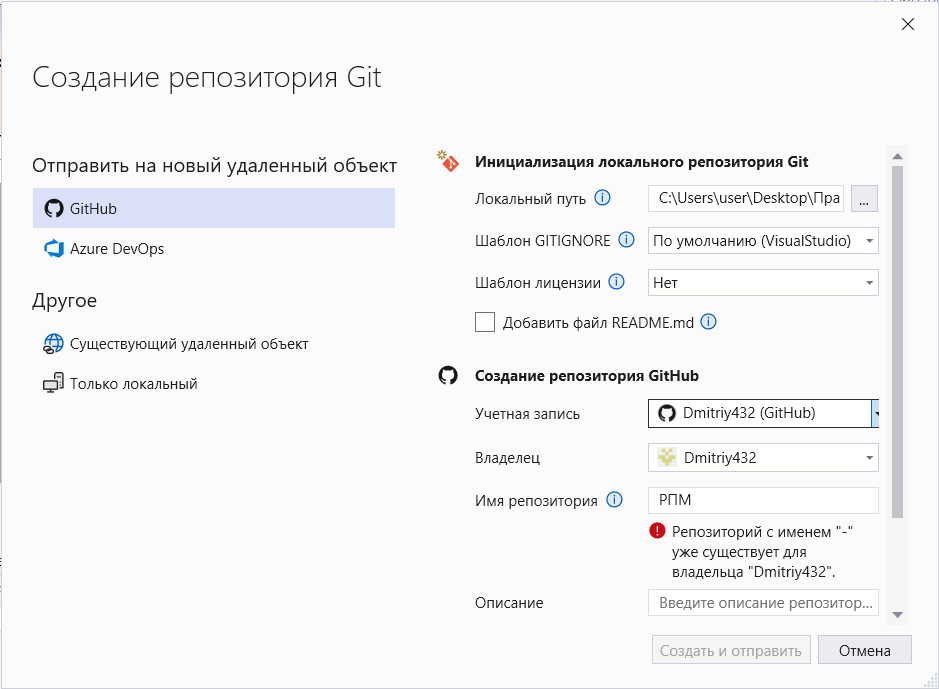 Создание репозитория Git
Отправить на новый удаленный объект
GitHub
Azure DevOps
Другое
Существующий удаленный объект
Только локальный
Инициализация локального репозитория Git
Локальный путь
C:\Users\user\Desktop\Пра
...
Шаблон GITIGNORE
По умолчанию (VisualStudio)
Шаблон лицензии
Нет
Добавить файл README.md
Создание репозитория GitHub
Учетная запись
Dmitriy432 (GitHub)
Владелец
Dmitriy432
Имя репозитория
РПМ
Репозиторий с именем "-"
уже существует для
владельца "Dmitriy432".
Описание
Введите описание репозитор...
Создать и отправить
Отмена